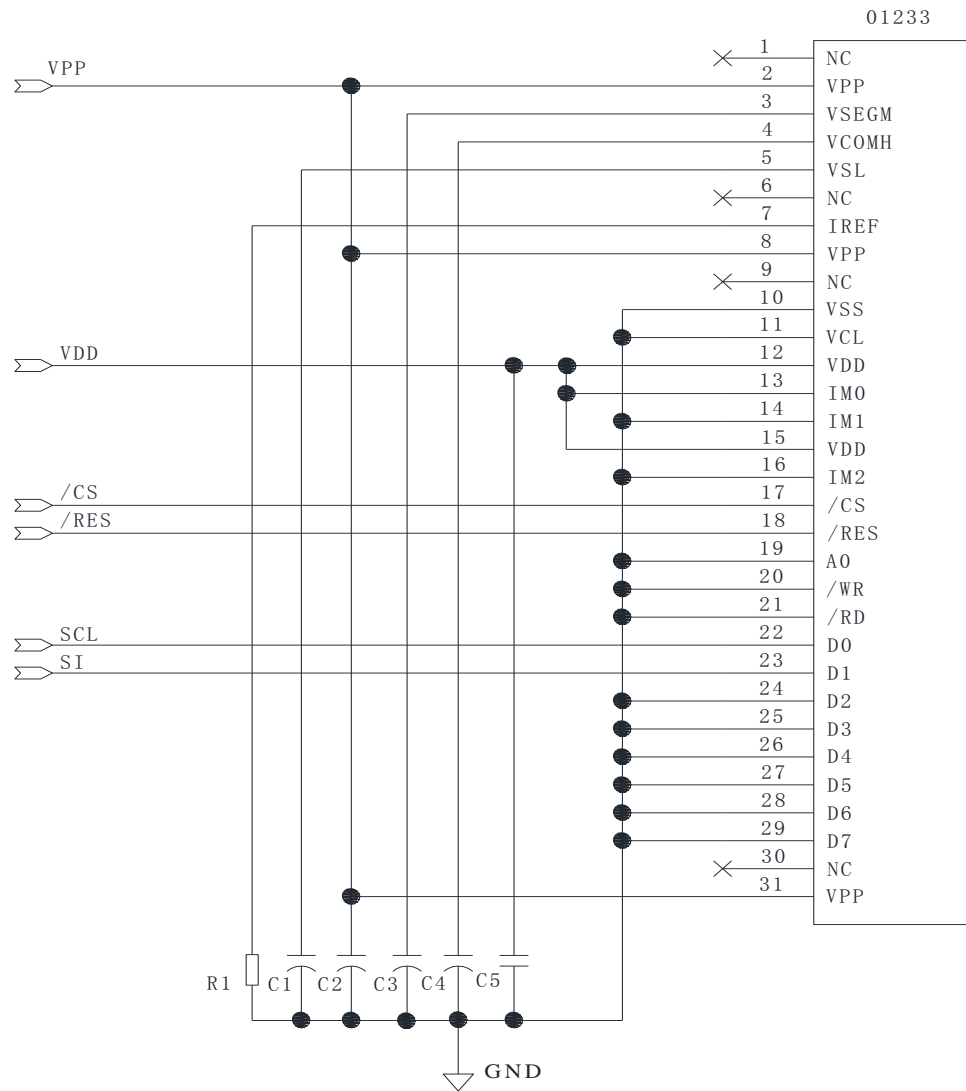 01233
1 NC
VPP 2 VPP
3 VSEGM
4 VCOMH
5 VSL
6 NC
7 IREF
8 VPP
9 NC
10 VSS
11 VCL
VDD 12 VDD
13 IM0
14 IM1
15 VDD
16 IM2
/CS 17 /CS
/RES 18 /RES
19 A0
20 /WR
21 /RD
SCL 22 D0
SI 23 D1
24 D2
25 D3
26 D4
27 D5
28 D6
29 D7
30 NC
31 VPP
R1 C1 C2 C3 C4 C5
GND